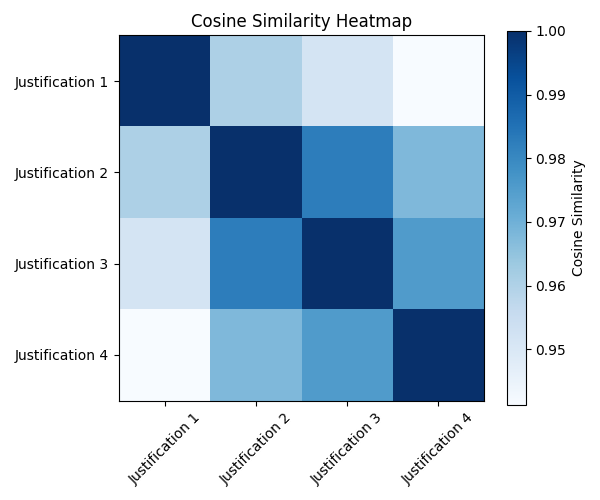 Cosine Similarity Heatmap
Justification 1
Justification 2
Justification 3
Justification 4
Justification 1
Justification 2
Justification 3
Justification 4
1.00
0.99
0.98
0.97
0.96
0.95
Cosine Similarity